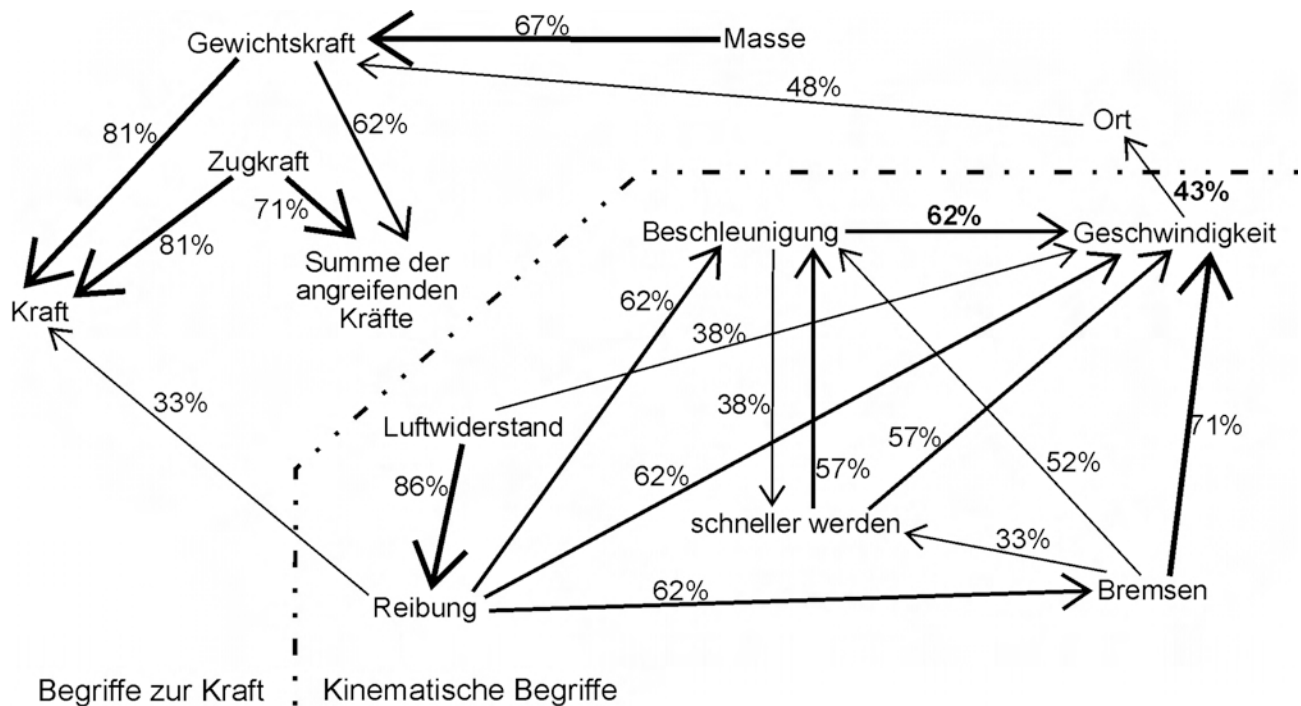 67%
Masse
Gewichtskraft
48%
Ort
81%
62%
Zugkraft
43%
71%
62%
81%
Beschleunigung
Geschwindigkeit
Summe der
angreifenden
Kräfte
62%
Kraft
38%
33%
38%
Luftwiderstand
57%
71%
86%
62%
57%
52%
schneller werden
33%
Reibung
62%
Bremsen
Begriffe zur Kraft
Kinematische Begriffe